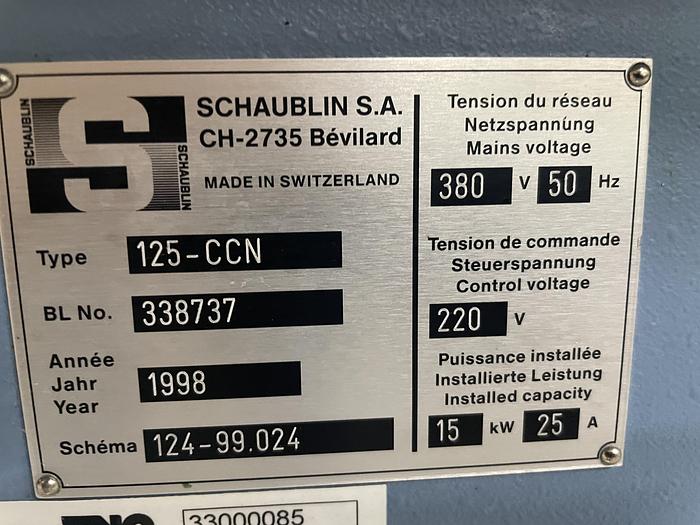 SCHAUBLIN
SCHAUBLIN
SCHAUBLIN S.A.
CH-2735 Bévilard
MADE IN SWITZERLAND
Type 125-CCN
BL No. 338737
Année
Jahr 1998
Year
Schéma 124-99.024
Tension du réseau
Netzspannüng
Mains voltage
380 V 50 Hz
Tension de commande
Steuerspannung
Control voltage
220 V
Puissance installée
Installierte Leistung
Installed capacity
15 kW 25 A
33000085